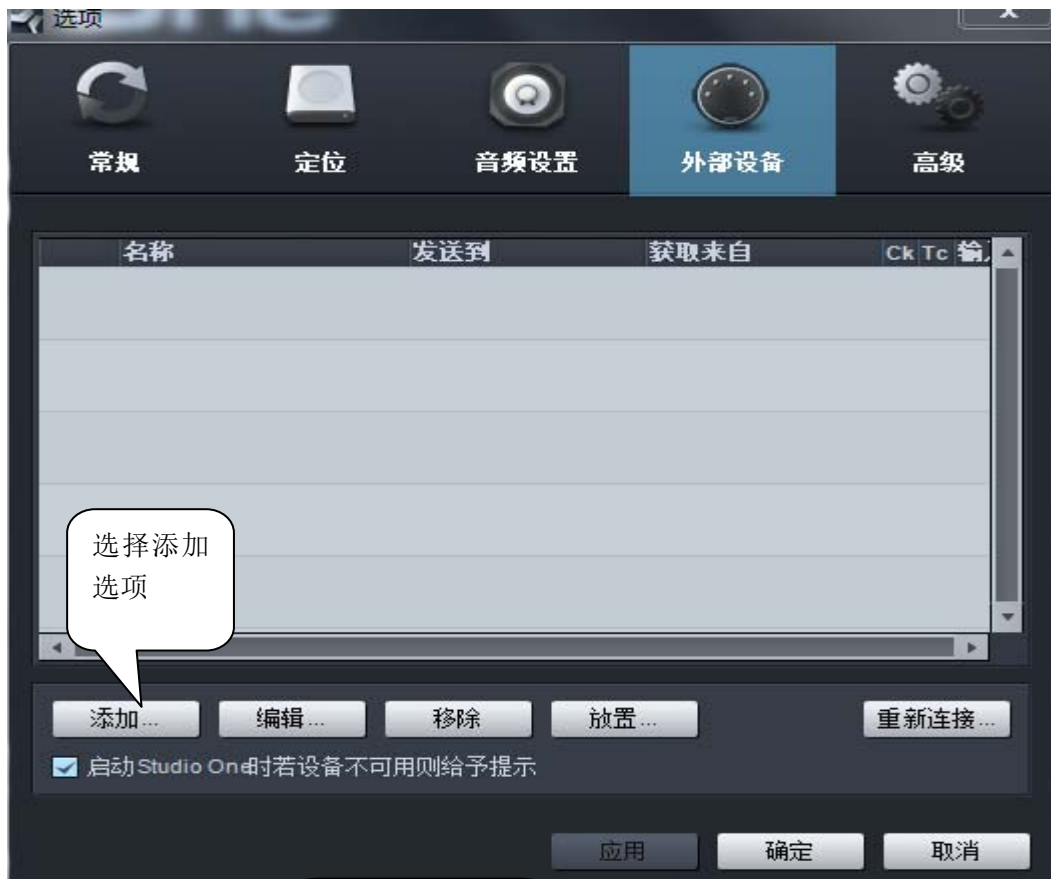 选项
常规 定位 音频设置 外部设备 高级
名称 发送到 获取来自 Ck Tc 输
选择添加
选项
添加... 编辑... 移除 放置... 重新连接...
启动Studio One时若设备不可用则给予提示
应用 确定 取消